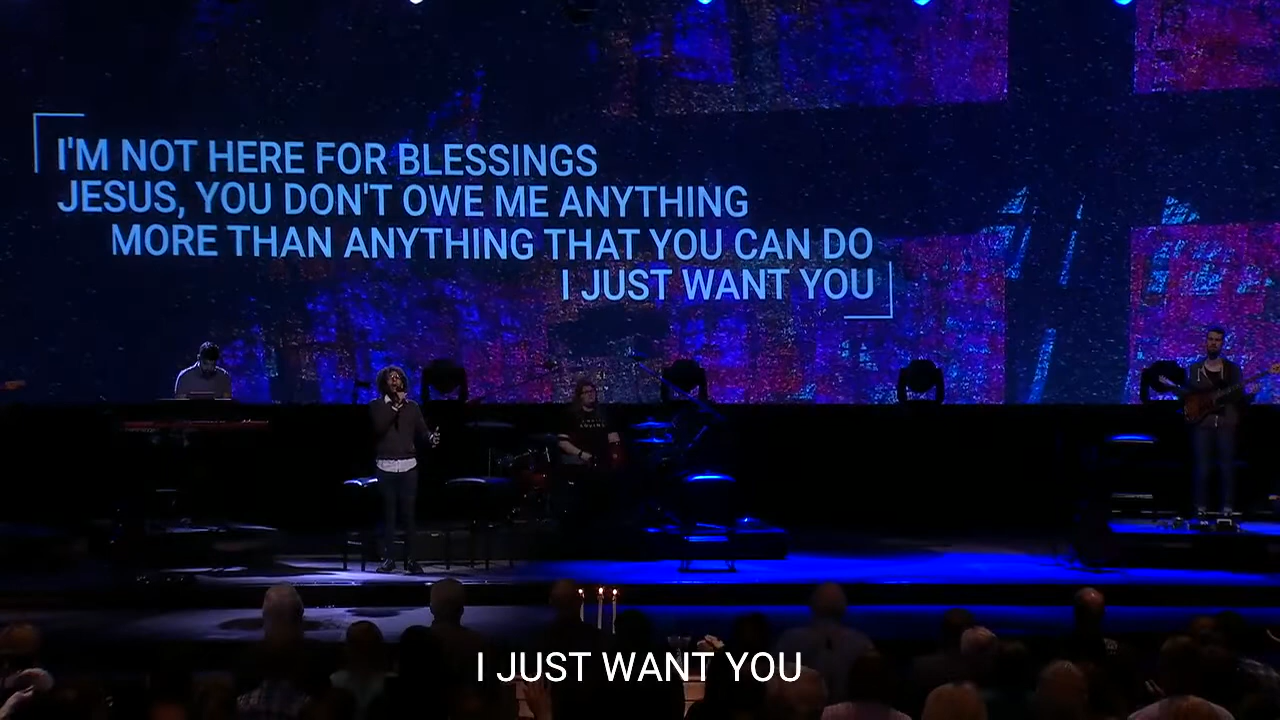 I'M NOT HERE FOR BLESSINGS
JESUS, YOU DON'T OWE ME ANYTHING
MORE THAN ANYTHING THAT YOU CAN DO
I JUST WANT YOU
I JUST WANT YOU